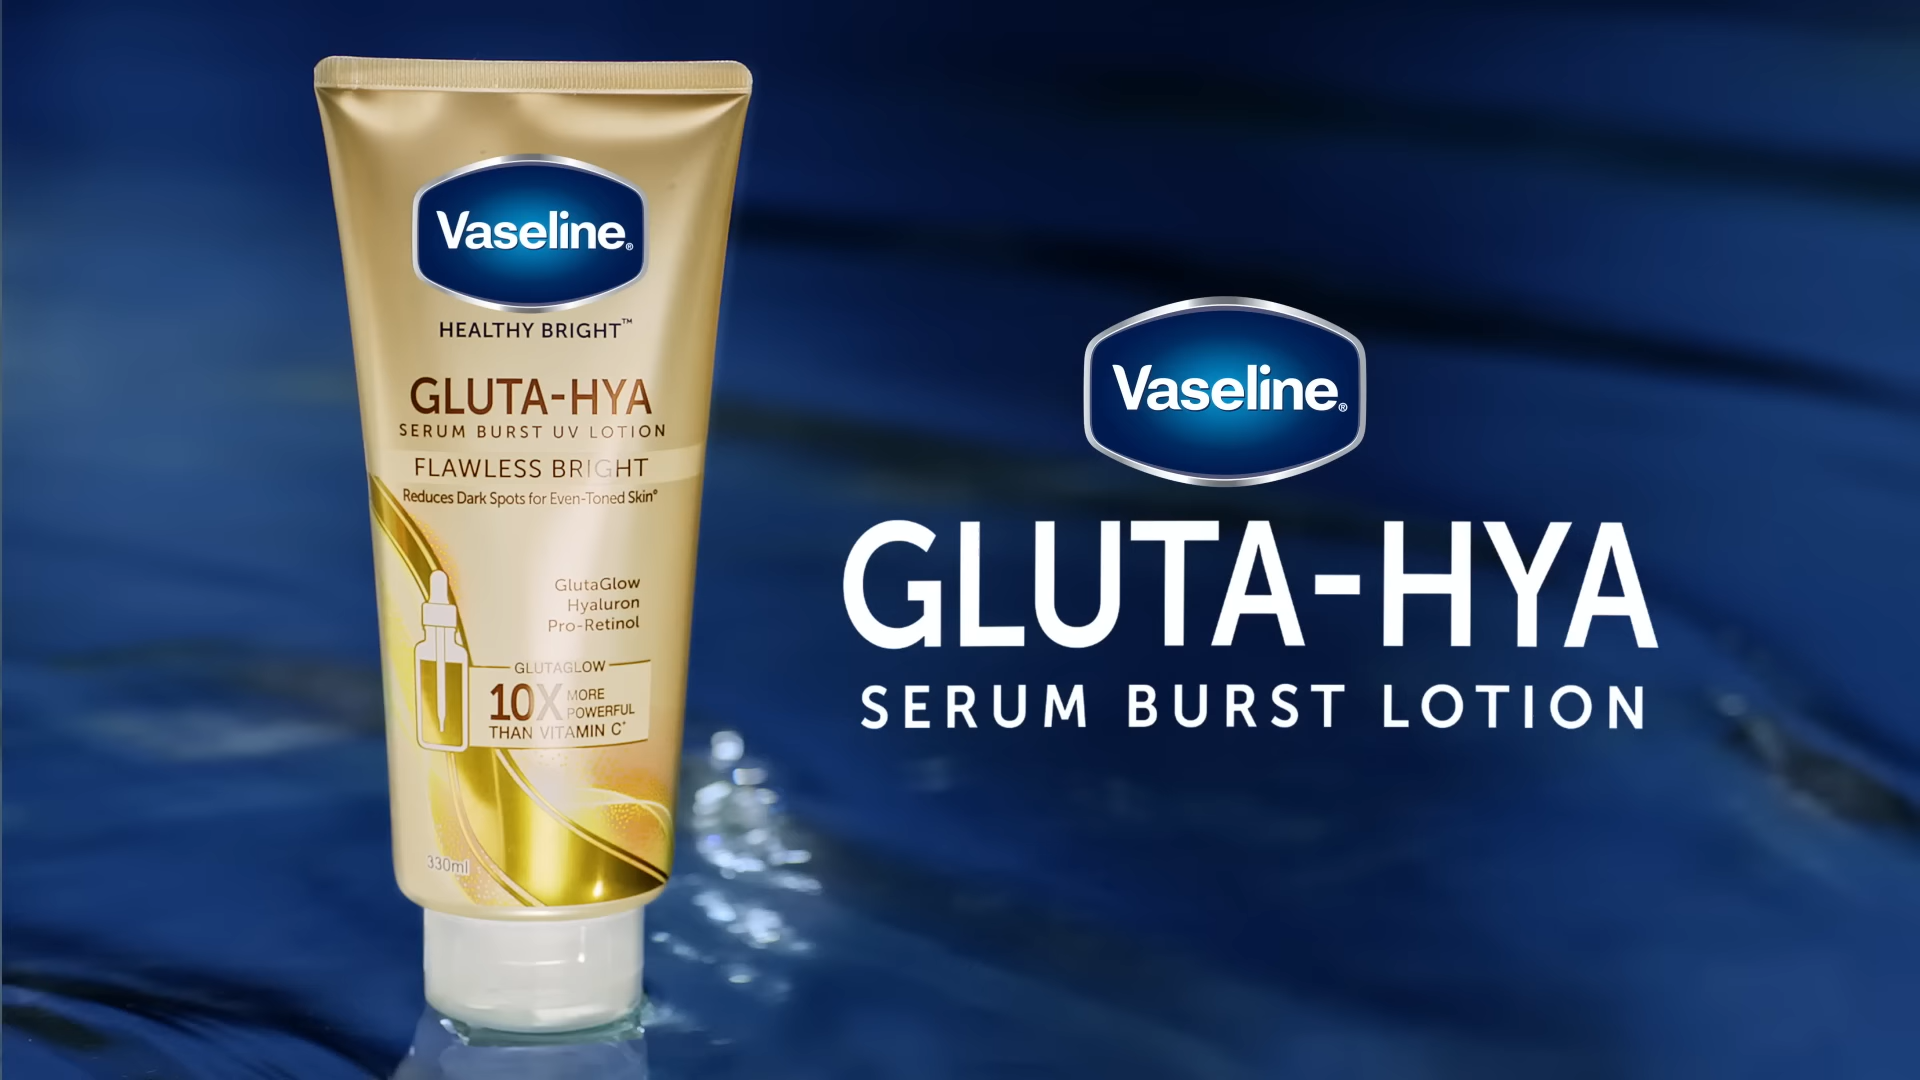 Vaseline®
HEALTHY BRIGHT™
GLUTA-HYA
SERUM BURST UV LOTION
FLAWLESS BRIGHT
Reduces Dark Spots for Even-Toned Skin°
GlutaGlow
Hyaluron
Pro-Retinol
GLUTAGLOW
10X MORE
POWERFUL
THAN VITAMIN C*
330ml
Vaseline®
GLUTA-HYA
SERUM BURST LOTION